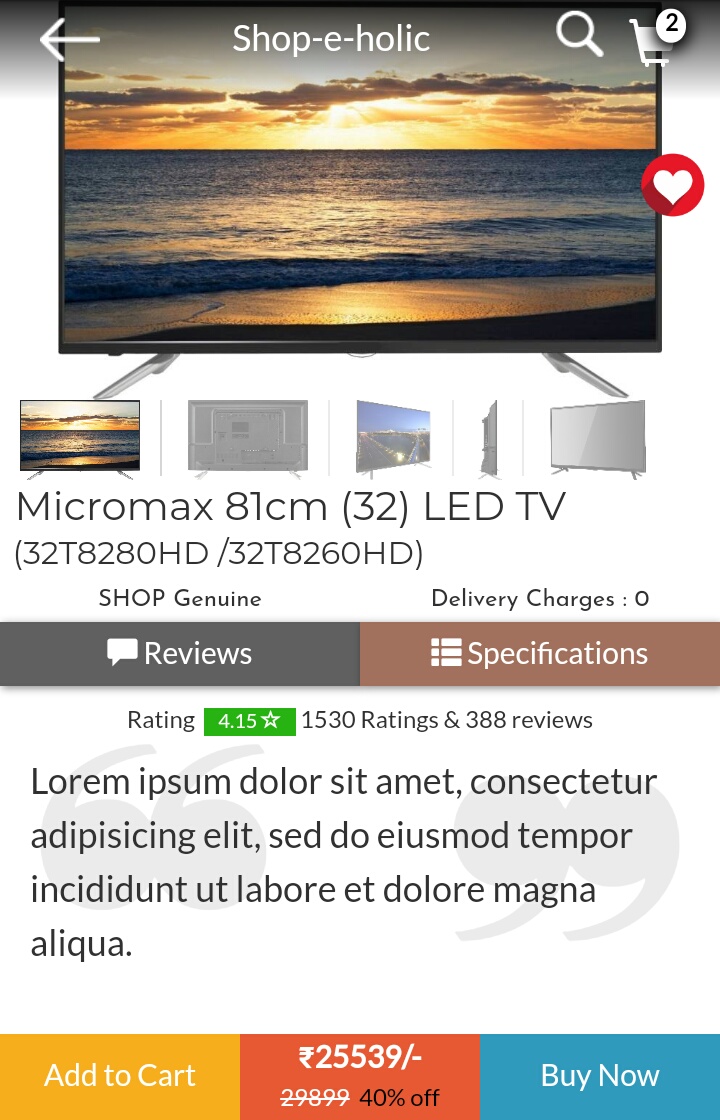 Shop-e-holic
2
Micromax 81cm (32) LED TV
(32T8280HD /32T8260HD)
SHOP Genuine Delivery Charges : 0
Reviews Specifications
Rating 4.15☆ 1530 Ratings & 388 reviews
Lorem ipsum dolor sit amet, consectetur
adipisicing elit, sed do eiusmod tempor
incididunt ut labore et dolore magna
aliqua.
Add to Cart ₹25539/- Buy Now
29899 40% off